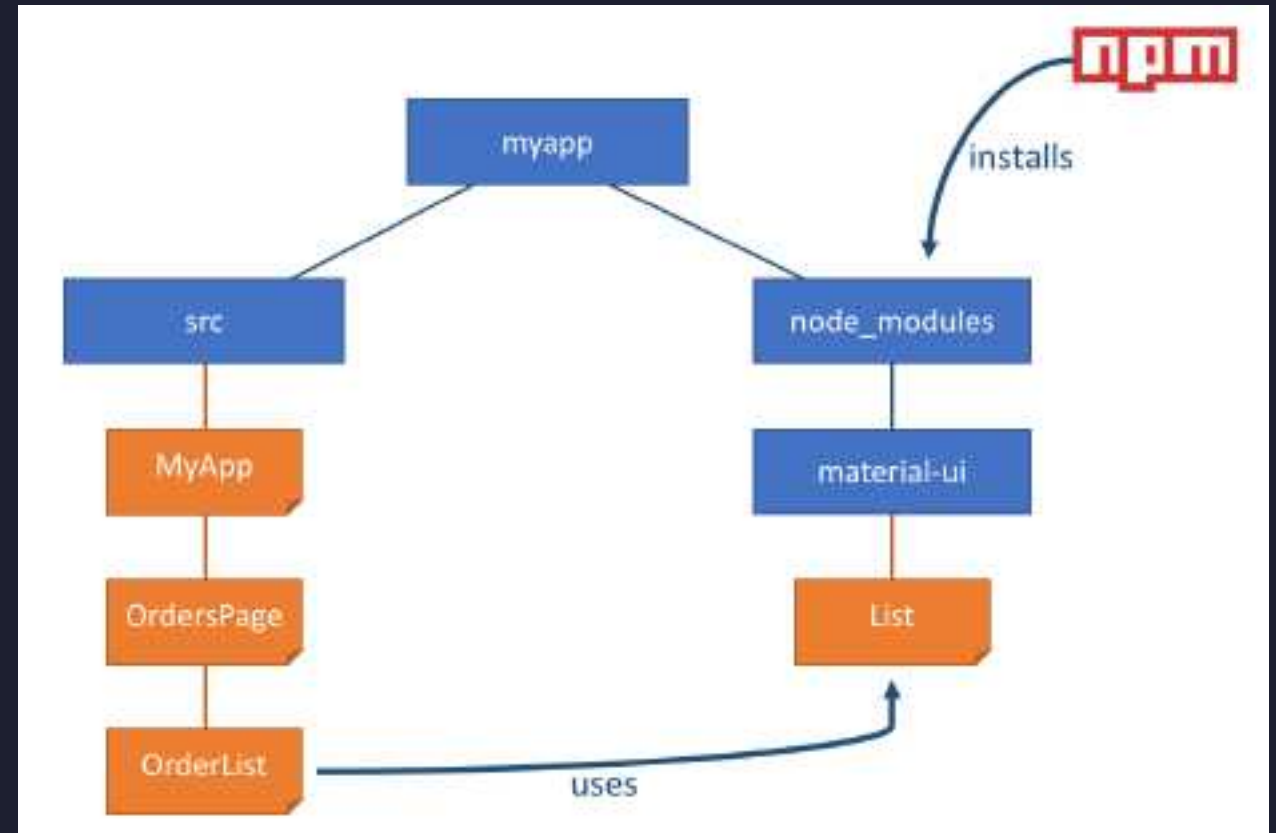 npm
myapp
installs
src
node_modules
MyApp
material-ui
OrdersPage
List
OrderList
uses